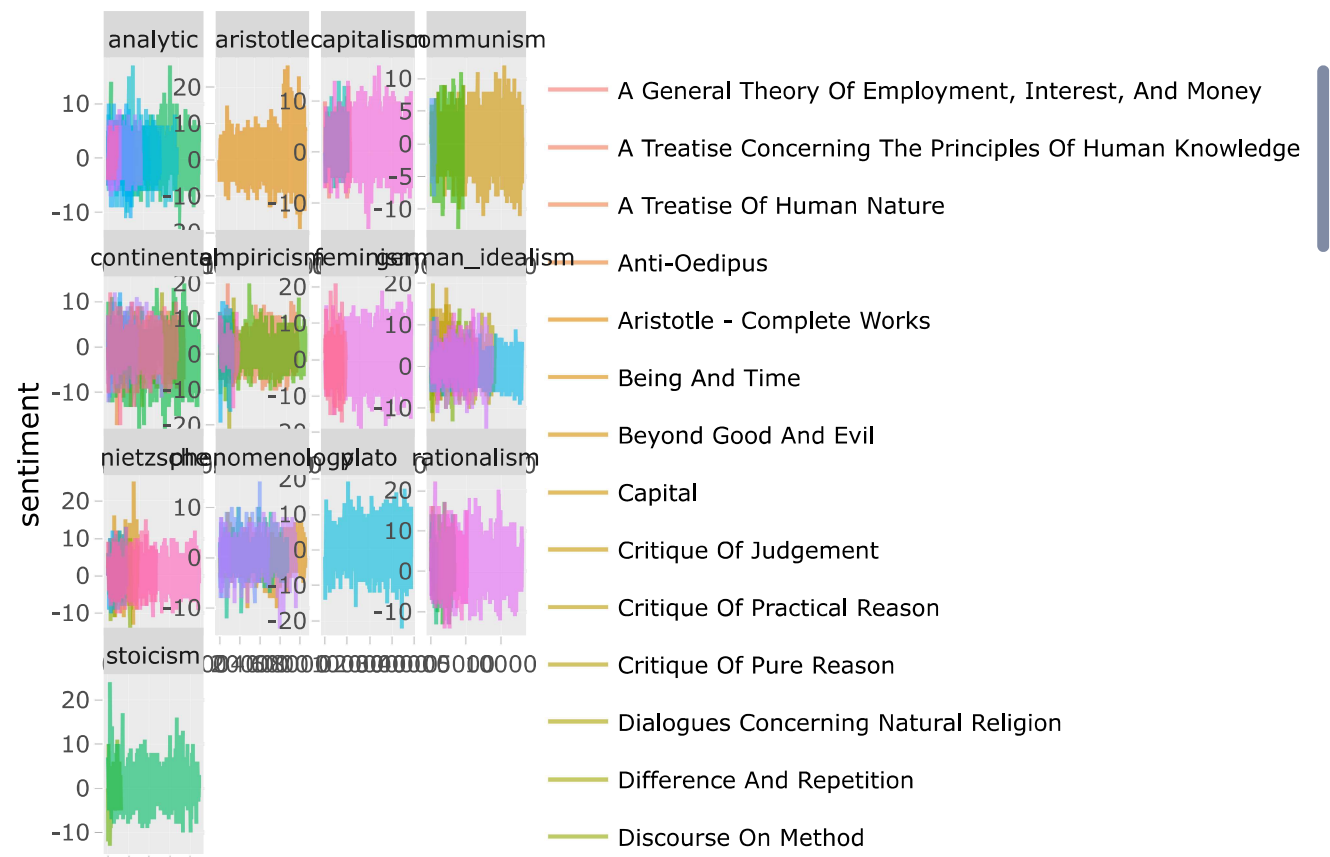 analytic
aristotle
capitalism
communism
10
0
-10
20
10
0
-10
20
10
0
-10
10
5
0
-5
-10
continental
empiricism
feminism
german_idealism
10
0
-10
20
10
0
-10
-20
20
10
0
-10
20
10
0
-10
nietzsche
phenomenology
plato
rationalism
20
10
0
-10
10
0
-10
20
10
0
-10
-20
20
10
0
-10
stoicism
20
10
0
-10
sentiment
A General Theory Of Employment, Interest, And Money
A Treatise Concerning The Principles Of Human Knowledge
A Treatise Of Human Nature
Anti-Oedipus
Aristotle - Complete Works
Being And Time
Beyond Good And Evil
Capital
Critique Of Judgement
Critique Of Practical Reason
Critique Of Pure Reason
Dialogues Concerning Natural Religion
Difference And Repetition
Discourse On Method